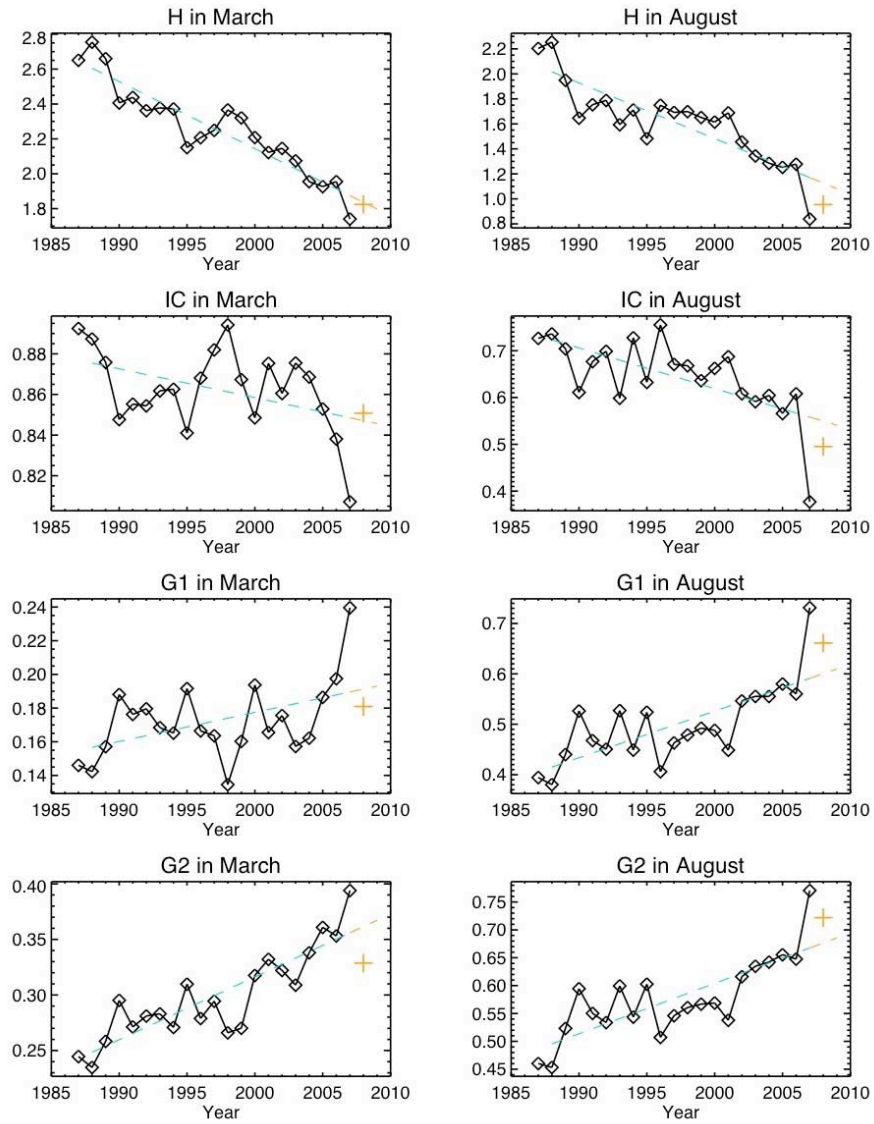 H in March
2.8
2.6
2.4
2.2
2.0
1.8
1985 1990 1995 2000 2005 2010
Year
H in August
2.2
2.0
1.8
1.6
1.4
1.2
1.0
0.8
1985 1990 1995 2000 2005 2010
Year
IC in March
0.88
0.86
0.84
0.82
1985 1990 1995 2000 2005 2010
Year
IC in August
0.7
0.6
0.5
0.4
1985 1990 1995 2000 2005 2010
Year
G1 in March
0.24
0.22
0.20
0.18
0.16
0.14
1985 1990 1995 2000 2005 2010
Year
G1 in August
0.7
0.6
0.5
0.4
1985 1990 1995 2000 2005 2010
Year
G2 in March
0.40
0.35
0.30
0.25
1985 1990 1995 2000 2005 2010
Year
G2 in August
0.75
0.70
0.65
0.60
0.55
0.50
0.45
1985 1990 1995 2000 2005 2010
Year